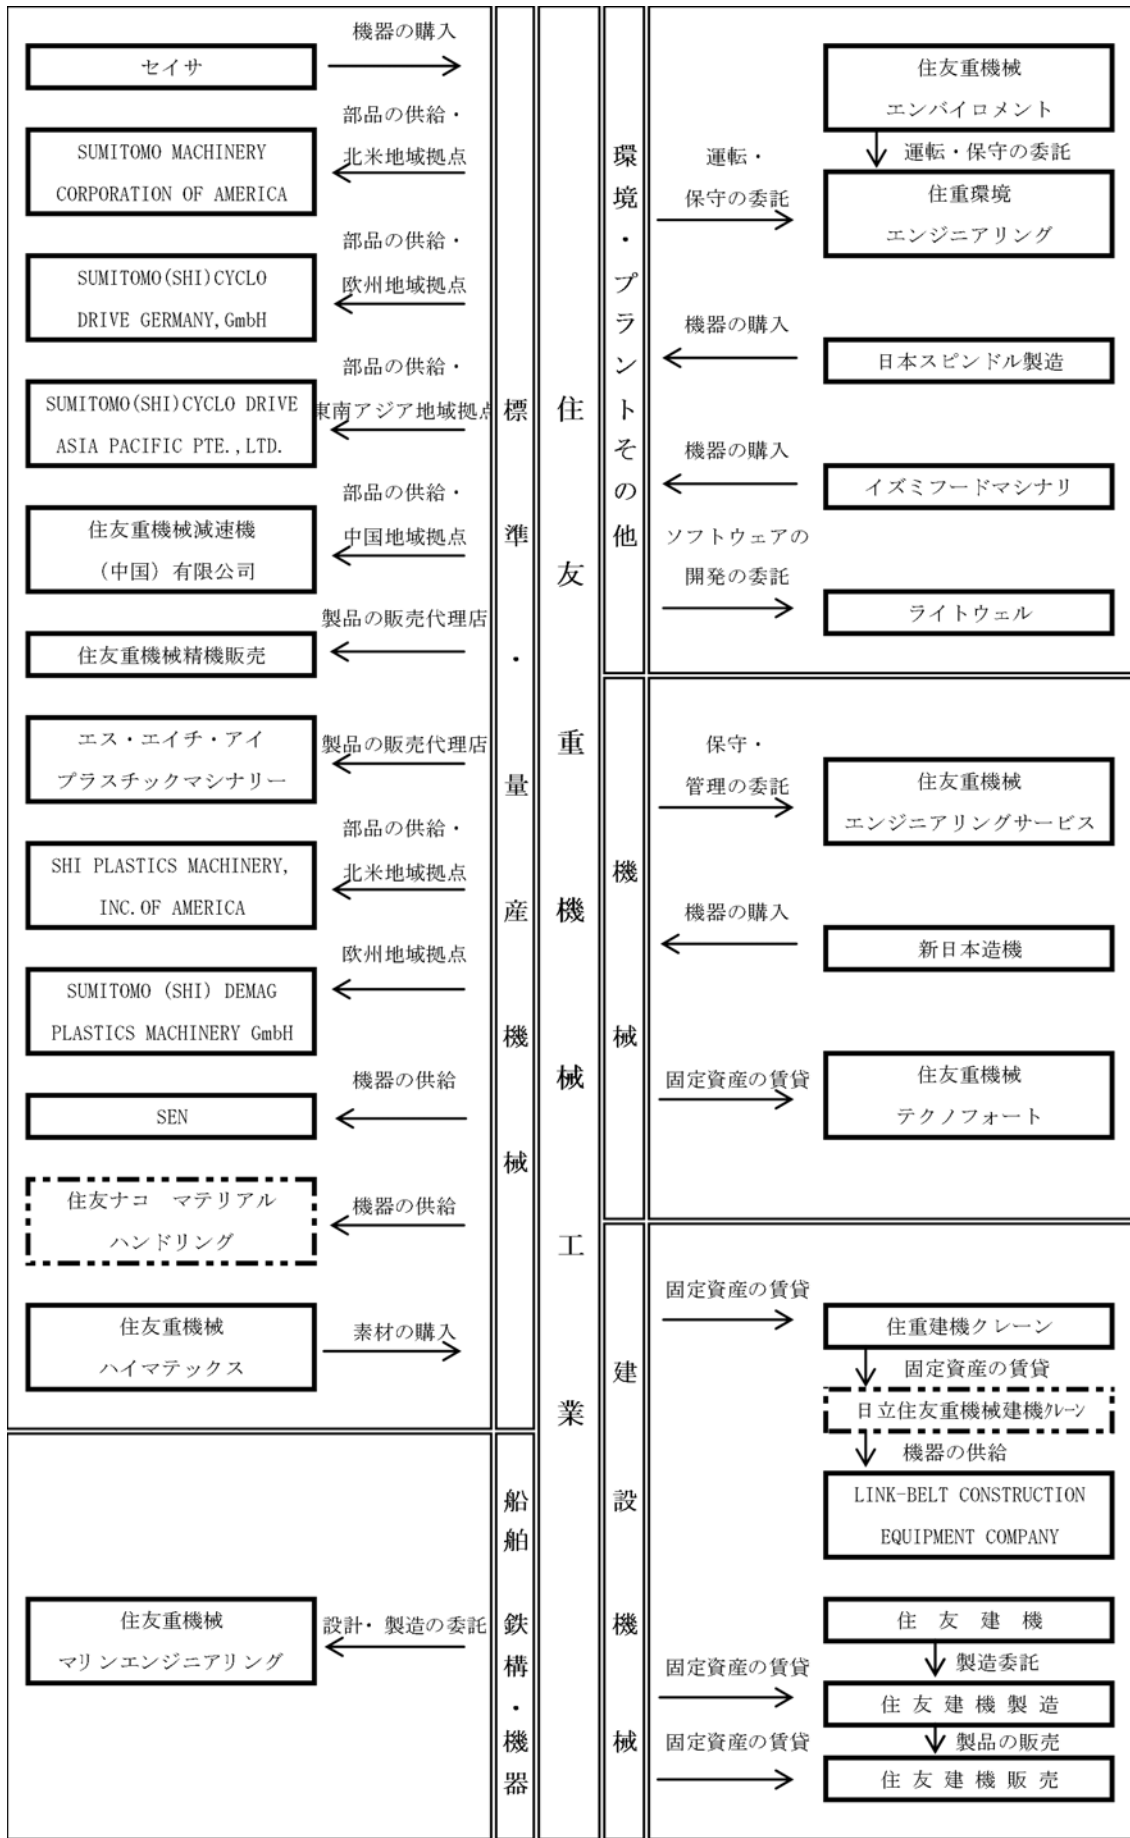 機器の購入
セイサ
部品の供給・
北米地域拠点
SUMITOMO MACHINERY
CORPORATION OF AMERICA
部品の供給・
欧州地域拠点
SUMITOMO(SHI)CYCLO
DRIVE GERMANY,GmbH
部品の供給・
東南アジア地域拠点
SUMITOMO(SHI)CYCLO DRIVE
ASIA PACIFIC PTE.,LTD.
部品の供給・
中国地域拠点
住友重機械減速機
（中国）有限公司
製品の販売代理店
住友重機械精機販売
製品の販売代理店
エス・エイチ・アイ
プラスチックマシナリー
部品の供給・
北米地域拠点
SHI PLASTICS MACHINERY,
INC.OF AMERICA
欧州地域拠点
SUMITOMO (SHI) DEMAG
PLASTICS MACHINERY GmbH
機器の供給
SEN
機器の供給
住友ナコ　マテリアル
ハンドリング
素材の購入
住友重機械
ハイマテックス
標準・量産機械
設計・製造の委託
住友重機械
マリンエンジニアリング
船舶鉄構・機器
住友重機械工業
環境・プラントその他
住友重機械
エンバイロメント
運転・保守の委託
運転・
保守の委託
住重環境
エンジニアリング
機器の購入
日本スピンドル製造
機器の購入
イズミフードマシナリ
ソフトウェアの
開発の委託
ライトウェル
機械
保守・
管理の委託
住友重機械
エンジニアリングサービス
機器の購入
新日本造機
固定資産の賃貸
住友重機械
テクノフォート
建設機械
固定資産の賃貸
住重建機クレーン
固定資産の賃貸
日立住友重機械建機クレーン
機器の供給
LINK-BELT CONSTRUCTION
EQUIPMENT COMPANY
住友建機
製造委託
固定資産の賃貸
住友建機製造
製品の販売
固定資産の賃貸
住友建機販売